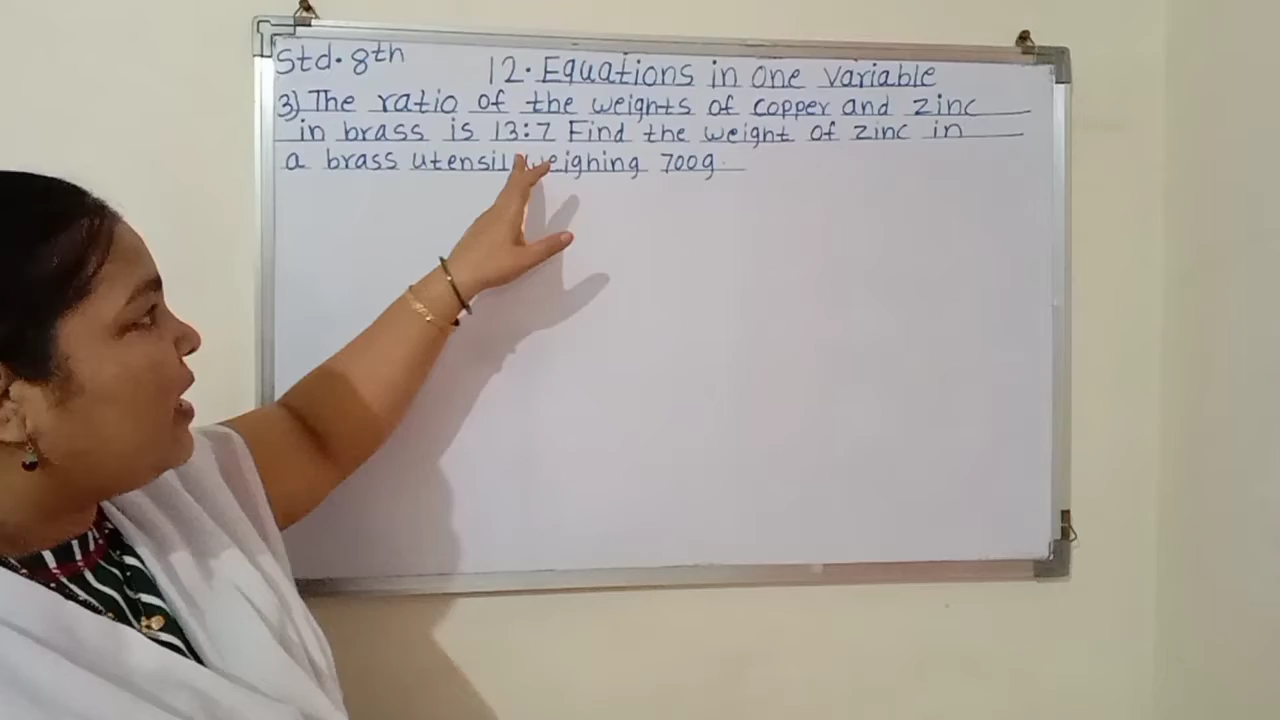 Std. 8th
12. Equations in one variable
3) The ratio of the weights of copper and zinc
in brass is 13:7 Find the weight of zinc in
a brass utensil weighing 700g.